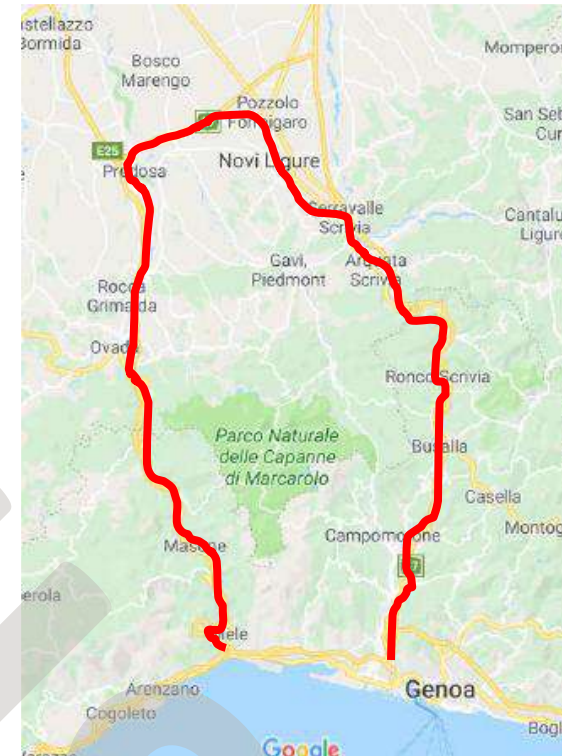 stellazzo
Bormida
Momperon
Bosco
Marengo
Pozzolo
Formigaro
San Seb
Cur
E25
Predosa
Novi Ligure
Serravalle
Scrivia
Cantalu
Ligure
Gavi,
Piedmont
Arquata
Scrivia
Rocca
Grimalda
Ovada
Ronco Scrivia
Parco Naturale
delle Capanne
di Marcarolo
Busalla
Casella
Campomorone
Montog
Masone
erola
tele
Arenzano
Genoa
Cogoleto
Bogl
Google